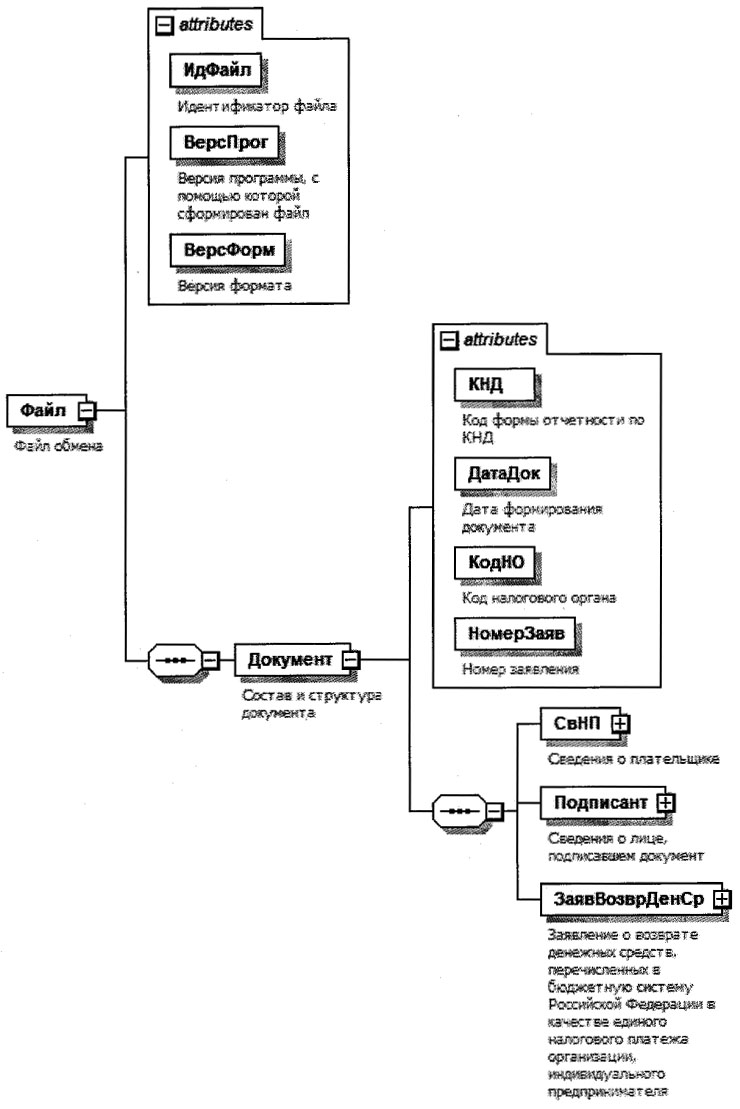 attributes
ИдФайл
Идентификатор файла
ВерсПрог
Версия программы, с
помощью которой
сформирован файл
ВерсФорм
Версия формата
Файл
Файл обмена
attributes
КНД
Код формы отчетности по
КНД
ДатаДок
Дата формирования
документа
КодНО
Код налогового органа
НомерЗаяв
Номер заявления
Документ
Состав и структура
документа
СвНП
Сведения о плательщике
Подписант
Сведения о лице,
подписавшем документ
ЗаявВозврДенСр
Заявление о возврате
денежных средств,
перечисленных в
бюджетную систему
Российской Федерации в
качестве единого
налогового платежа
организации,
индивидуального
предпринимателя